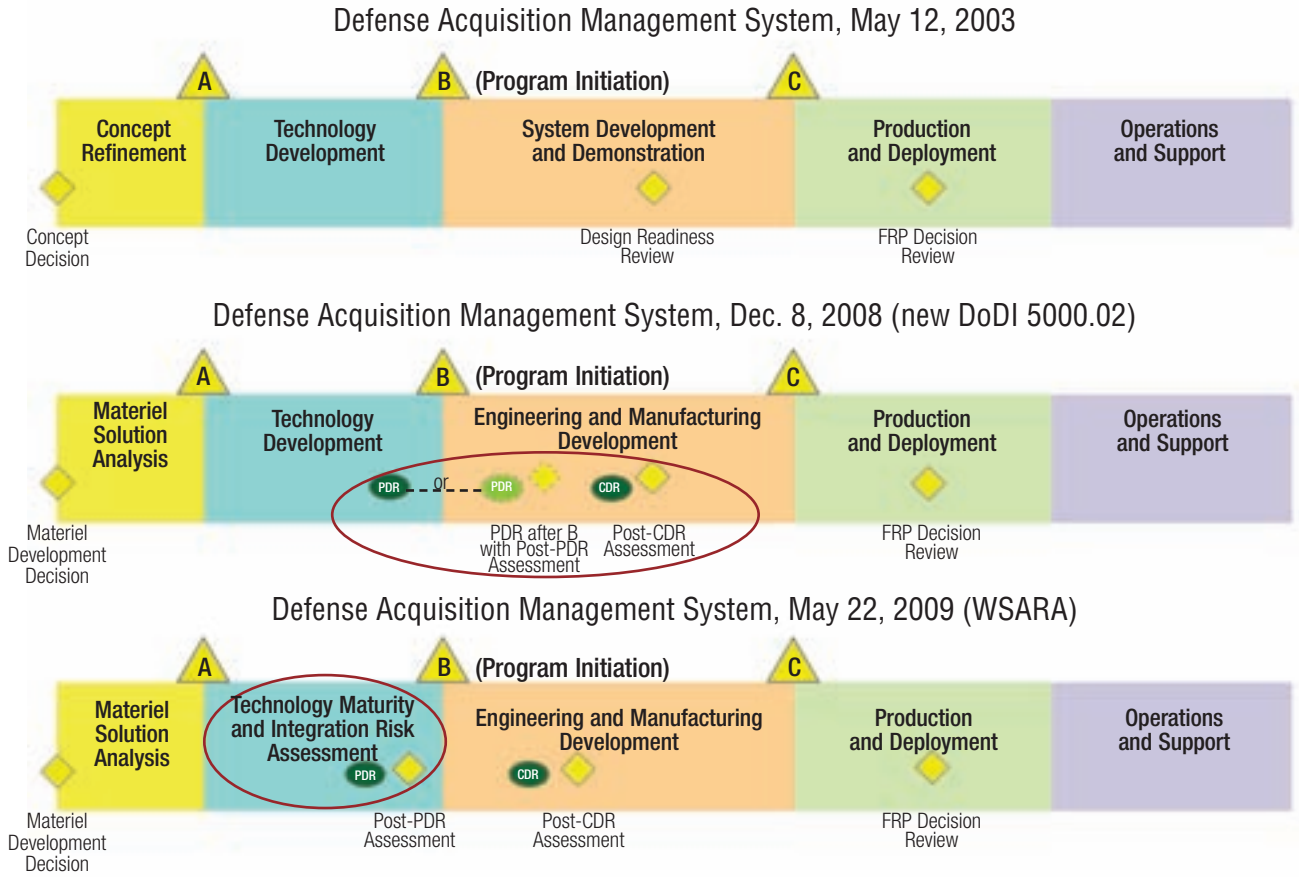 Defense Acquisition Management System, May 12, 2003
A
B
(Program Initiation)
C
Concept
Refinement
Technology
Development
System Development
and Demonstration
Production
and Deployment
Operations
and Support
Concept
Decision
Design Readiness
Review
FRP Decision
Review
Defense Acquisition Management System, Dec. 8, 2008 (new DoDI 5000.02)
A
B
(Program Initiation)
C
Materiel
Solution
Analysis
Technology
Development
Engineering and Manufacturing
Development
Production
and Deployment
Operations
and Support
PDR
or
PDR
CDR
Materiel
Development
Decision
PDR after B
with Post-PDR
Assessment
Post-CDR
Assessment
FRP Decision
Review
Defense Acquisition Management System, May 22, 2009 (WSARA)
A
B
(Program Initiation)
C
Materiel
Solution
Analysis
Technology Maturity
and Integration Risk
Assessment
Engineering and Manufacturing
Development
Production
and Deployment
Operations
and Support
PDR
CDR
Materiel
Development
Decision
Post-PDR
Assessment
Post-CDR
Assessment
FRP Decision
Review